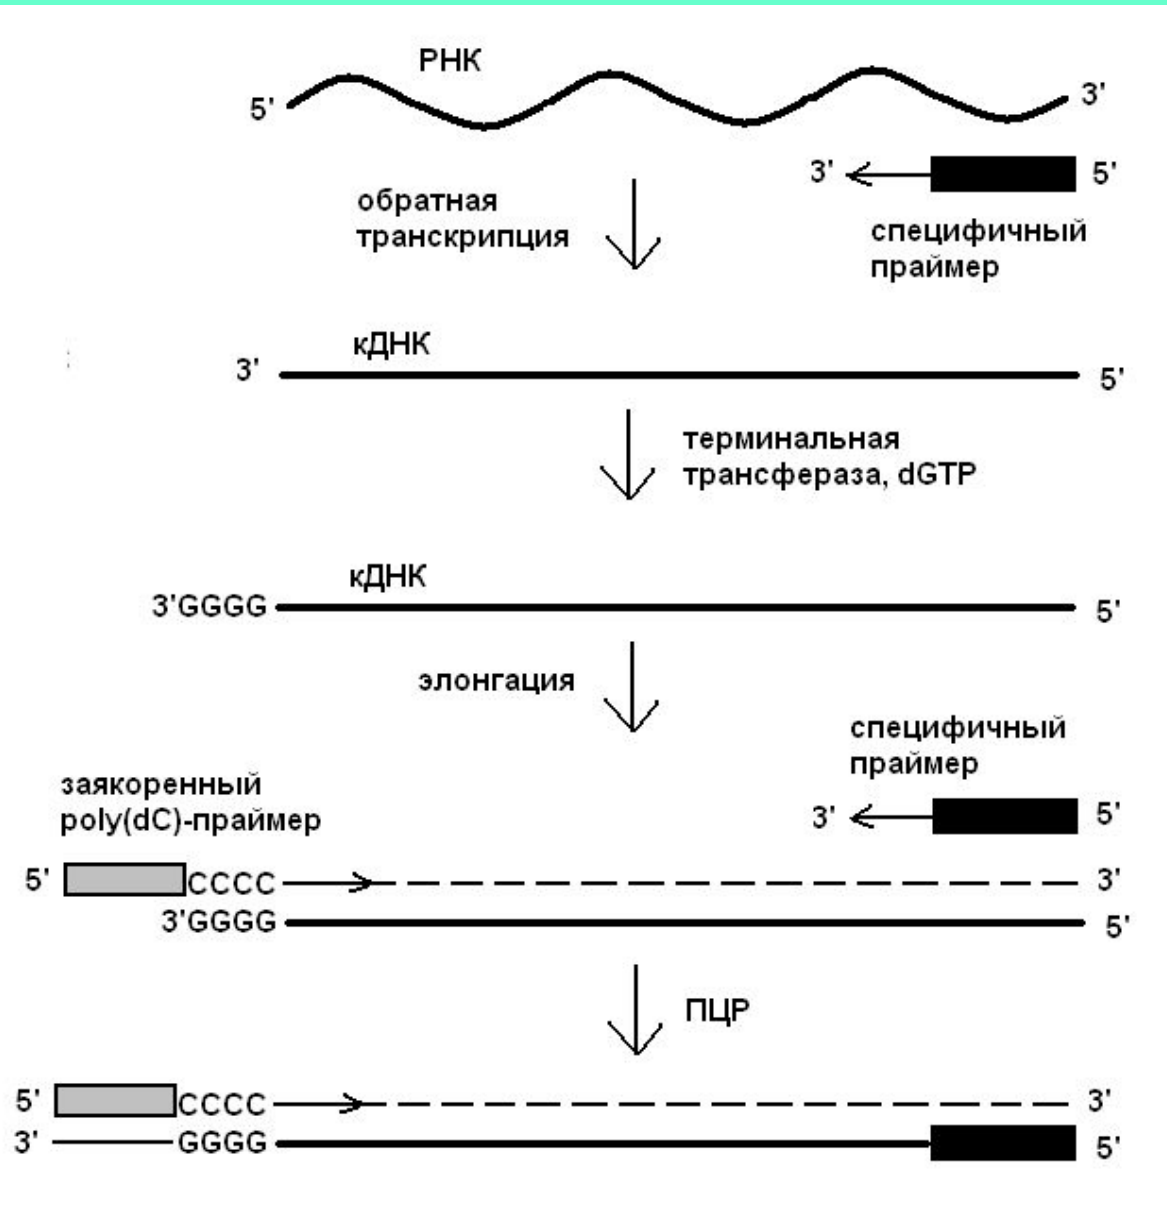 РНК
5'
3'
3'
5'
обратная
транскрипция
специфичный
праймер
кДНК
3'
5'
терминальная
трансфераза, dGTP
кДНК
3'GGGG
5'
элонгация
специфичный
праймер
заякоренный
poly(dC)-праймер
3'
5'
5'
CCCC
3'
3'GGGG
5'
ПЦР
5'
CCCC
3'
3'
GGGG
5'